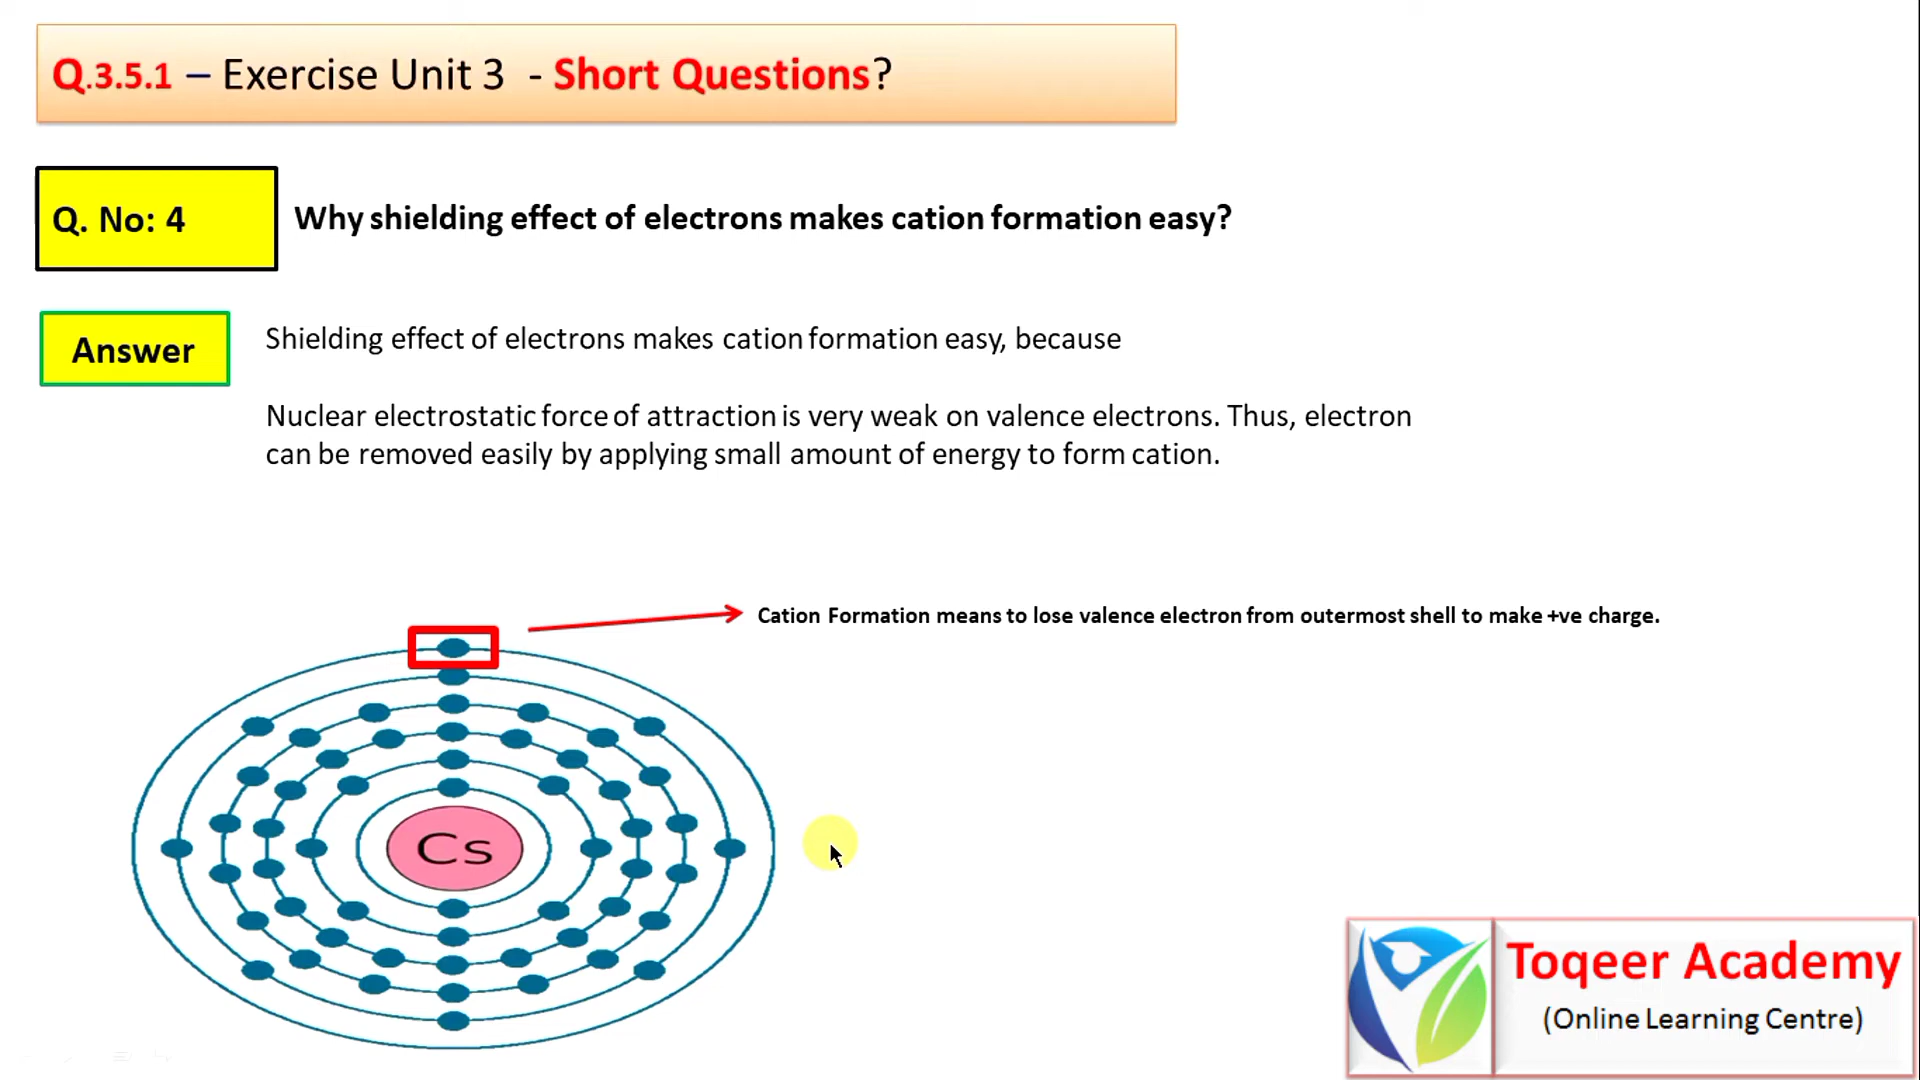 Q.3.5.1 – Exercise Unit 3 - Short Questions?
Q. No: 4
Why shielding effect of electrons makes cation formation easy?
Answer
Shielding effect of electrons makes cation formation easy, because
Nuclear electrostatic force of attraction is very weak on valence electrons. Thus, electron
can be removed easily by applying small amount of energy to form cation.
Cation Formation means to lose valence electron from outermost shell to make +ve charge.
Cs
Toqeer Academy
(Online Learning Centre)